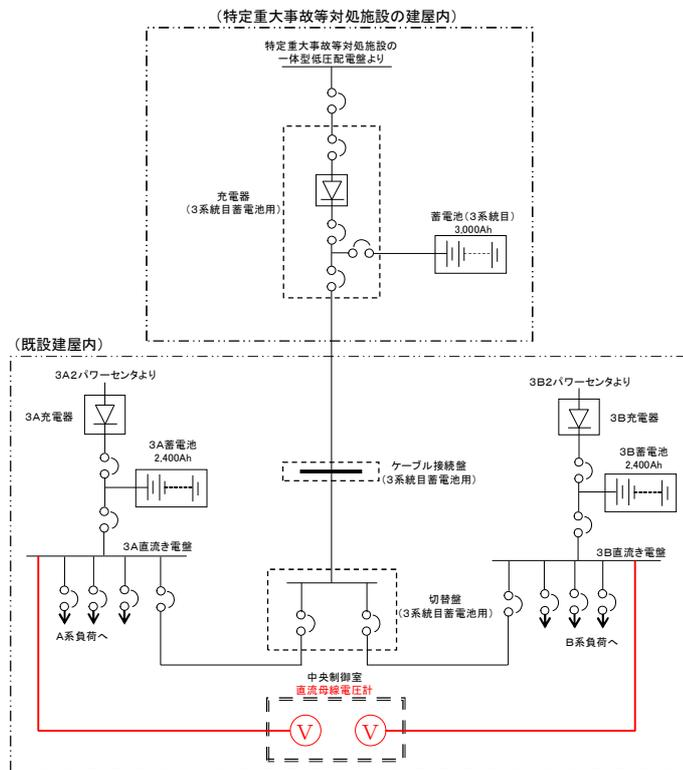 （特定重大事故等対処施設の建屋内）
特定重大事故等対処施設の
一体型低圧配電盤より
充電器
（３系統目蓄電池用）
蓄電池（３系統目）
3,000Ah
（既設建屋内）
3A2パワーセンタより
3A充電器
3A蓄電池
2,400Ah
3A直流き電盤
A系負荷へ
ケーブル接続盤
（３系統目蓄電池用）
切替盤
（３系統目蓄電池用）
3B2パワーセンタより
3B充電器
3B蓄電池
2,400Ah
3B直流き電盤
B系負荷へ
中央制御室
直流母線電圧計
V
V